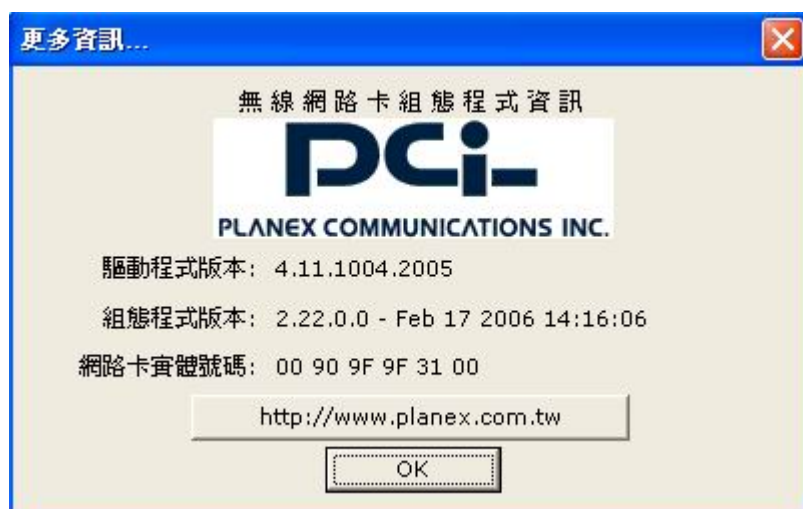 更多資訊...
無線網路卡組態程式資訊
PCi
PLANEX COMMUNICATIONS INC.
驅動程式版本: 4.11.1004.2005
組態程式版本: 2.22.0.0 - Feb 17 2006 14:16:06
網路卡實體號碼: 00 90 9F 9F 31 00
http://www.planex.com.tw
OK